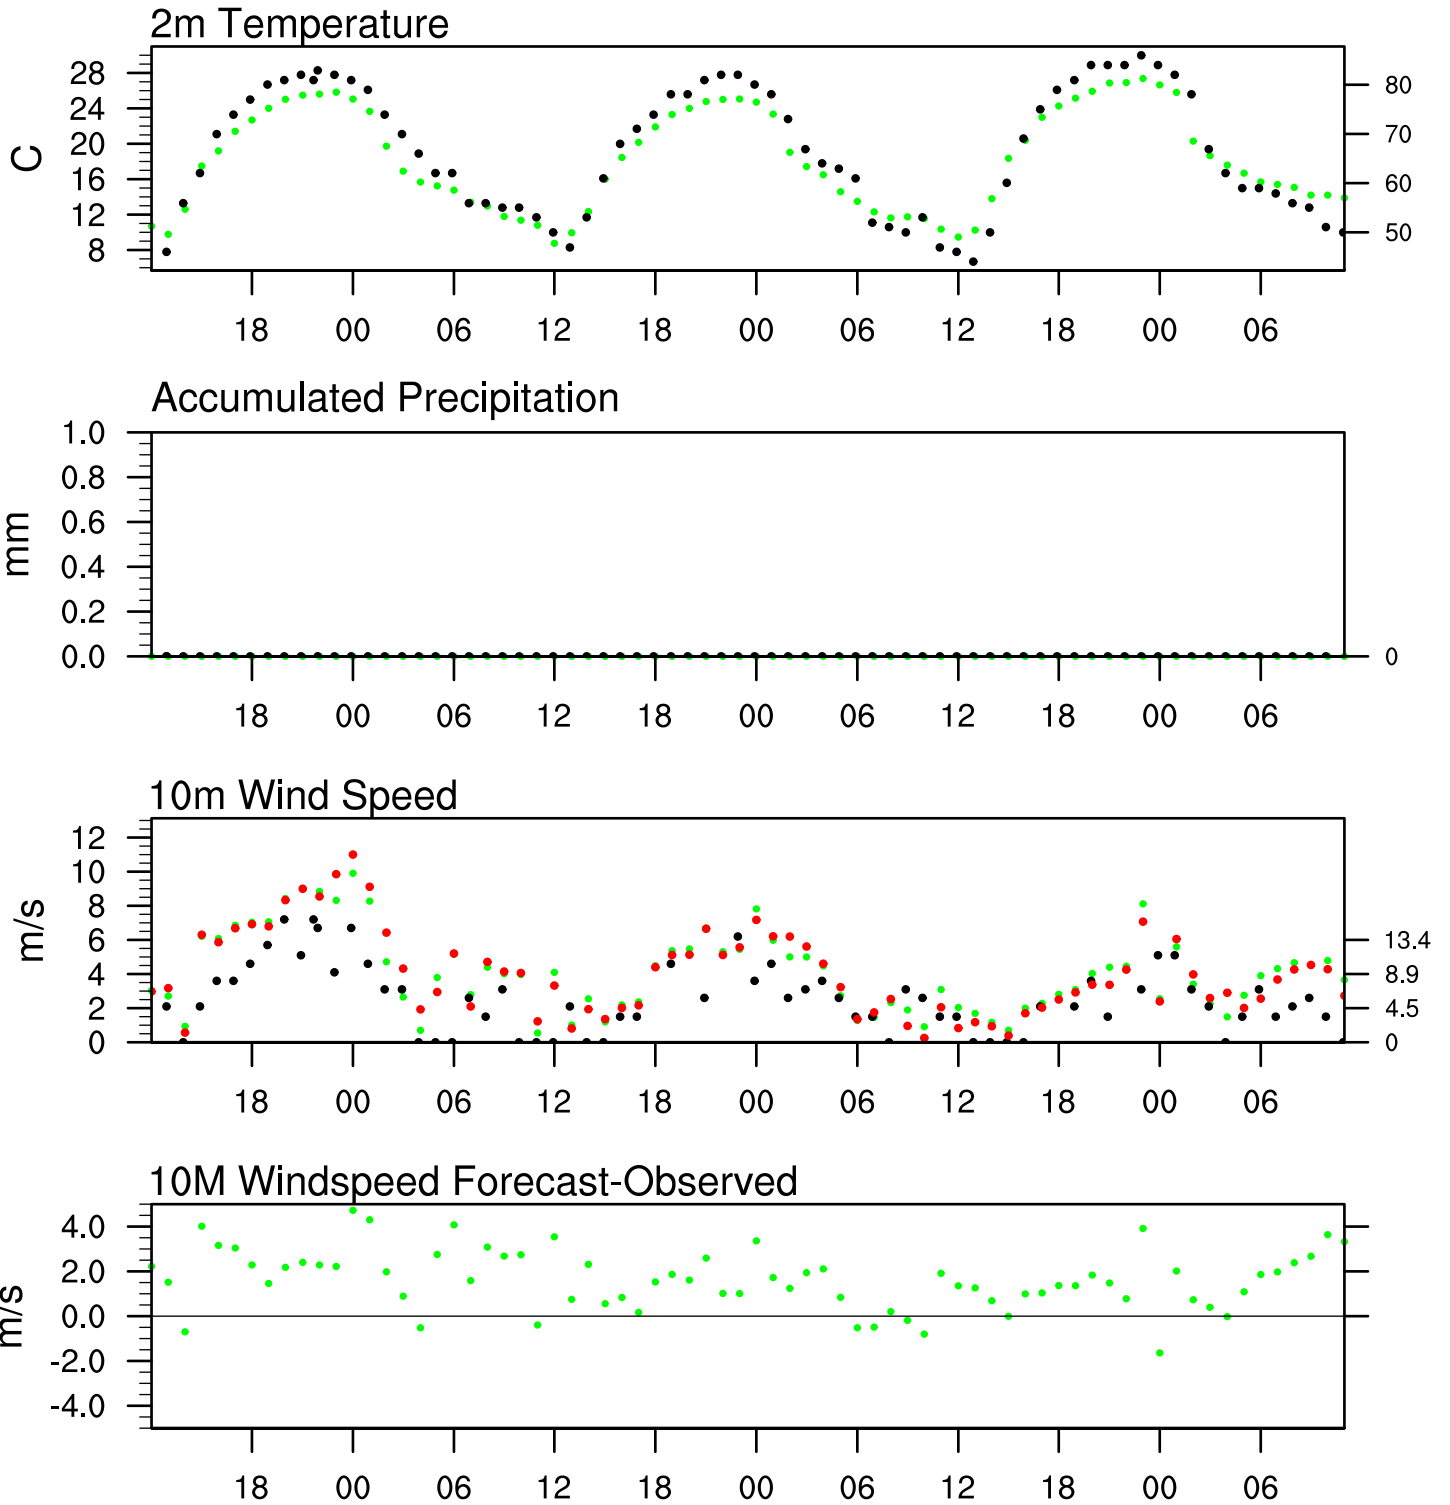 2m Temperature
28
24
20
16
12
8
C
80
70
60
50
18 00 06 12 18 00 06 12 18 00 06
Accumulated Precipitation
1.0
0.8
0.6
0.4
0.2
0.0
mm
0
18 00 06 12 18 00 06 12 18 00 06
10m Wind Speed
12
10
8
6
4
2
0
m/s
13.4
8.9
4.5
0
18 00 06 12 18 00 06 12 18 00 06
10M Windspeed Forecast-Observed
4.0
2.0
0.0
-2.0
-4.0
m/s
18 00 06 12 18 00 06 12 18 00 06